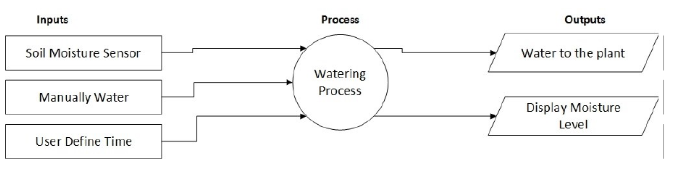 Inputs
Process
Outputs
Soil Moisture Sensor
Manually Water
User Define Time
Watering
Process
Water to the plant
Display Moisture
Level